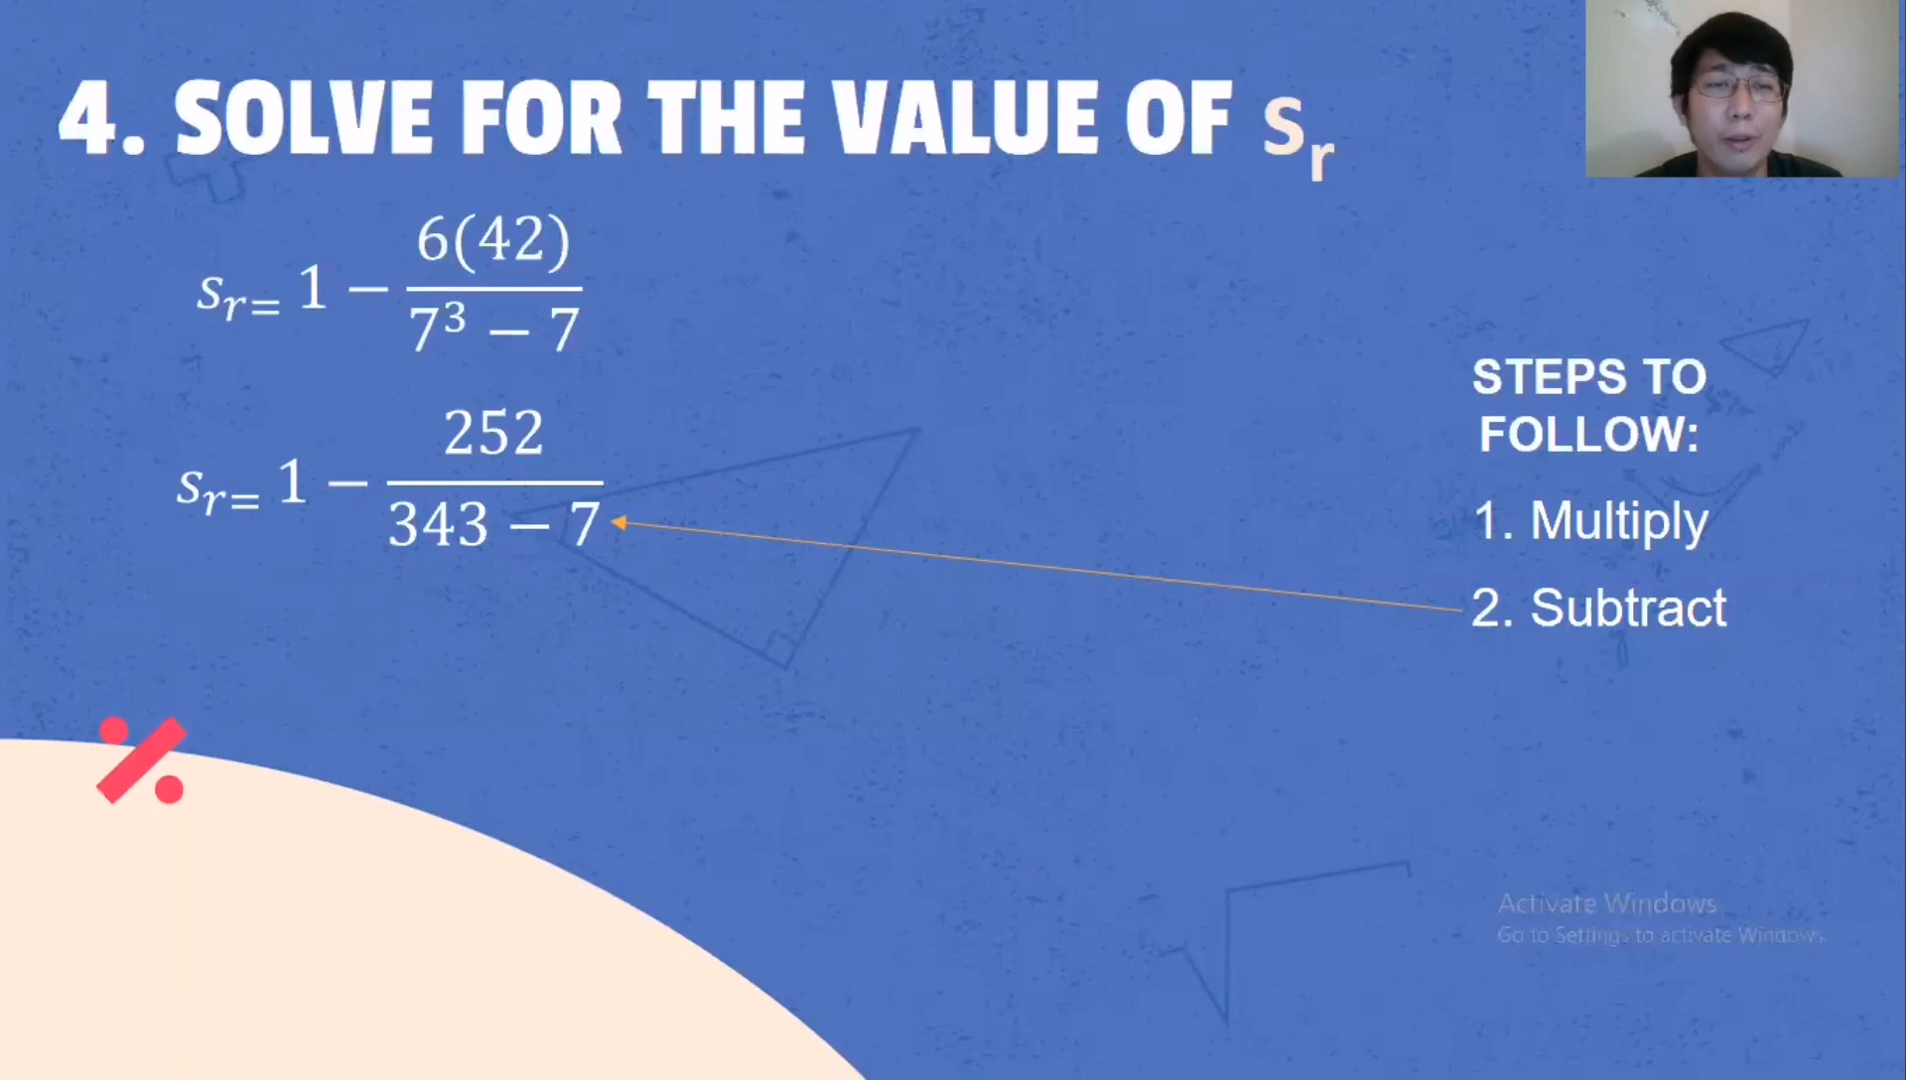 4. SOLVE FOR THE VALUE OF sᵣ
sᵣ₌ 1 − 6(42) / 7³ − 7
sᵣ₌ 1 − 252 / 343 − 7
STEPS TO
FOLLOW:
1. Multiply
2. Subtract
Activate Windows
Go to Settings to activate Windows.